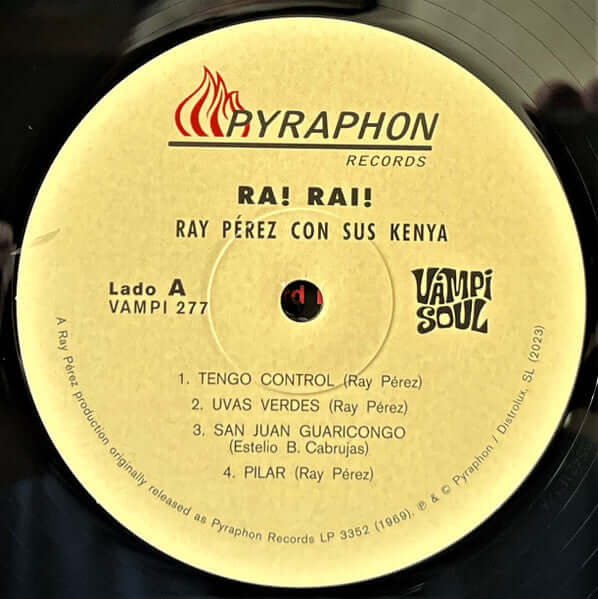 PYRAPHON
RECORDS
RA! RAI!
RAY PÉREZ CON SUS KENYA
Lado A
VAMPI 277
VAMPI
SOUL
1. TENGO CONTROL (Ray Pérez)
2. UVAS VERDES (Ray Pérez)
3. SAN JUAN GUARICONGO
(Estelio B. Cabrujas)
4. PILAR (Ray Pérez)
A Ray Pérez production originally released as Pyraphon Records LP 3352 (1969). ℗ & © Pyraphon / Distrolux, SL (2023)